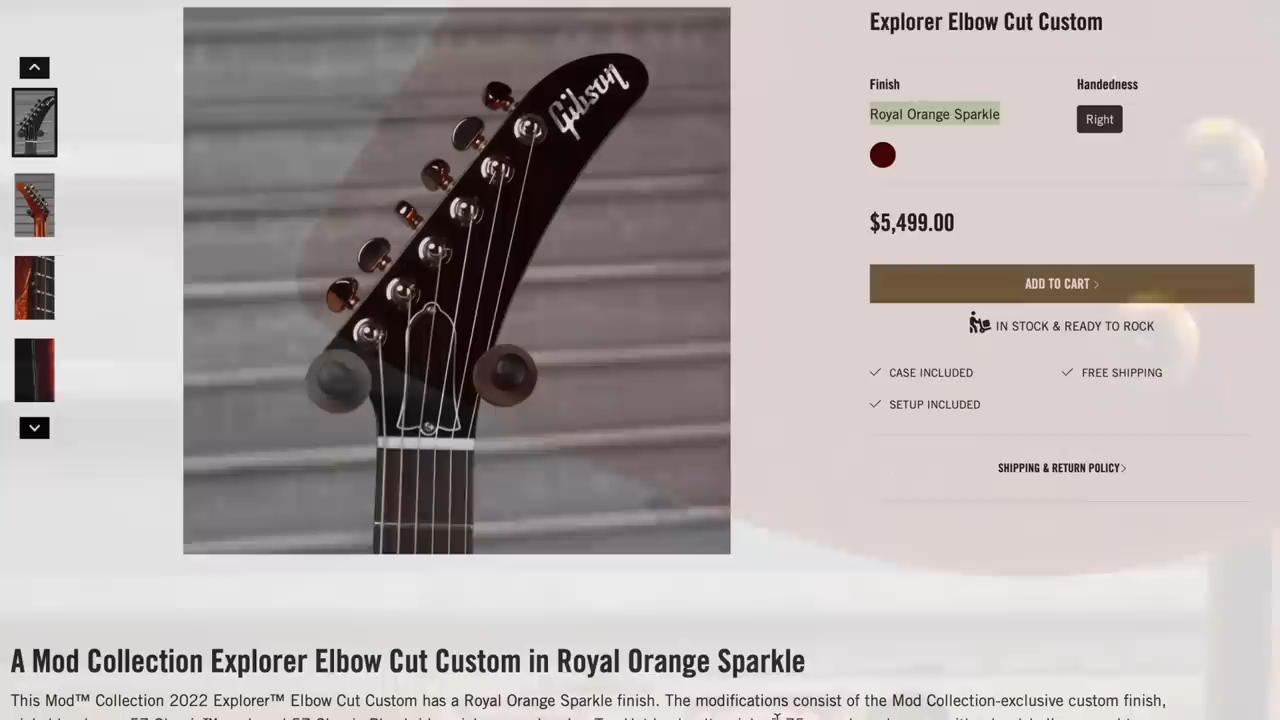 Explorer Elbow Cut Custom
Finish
Handedness
Royal Orange Sparkle
Right
$5,499.00
ADD TO CART
IN STOCK & READY TO ROCK
CASE INCLUDED
FREE SHIPPING
SETUP INCLUDED
SHIPPING & RETURN POLICY
Gibson
A Mod Collection Explorer Elbow Cut Custom in Royal Orange Sparkle
This Mod™ Collection 2022 Explorer™ Elbow Cut Custom has a Royal Orange Sparkle finish. The modifications consist of the Mod Collection-exclusive custom finish,